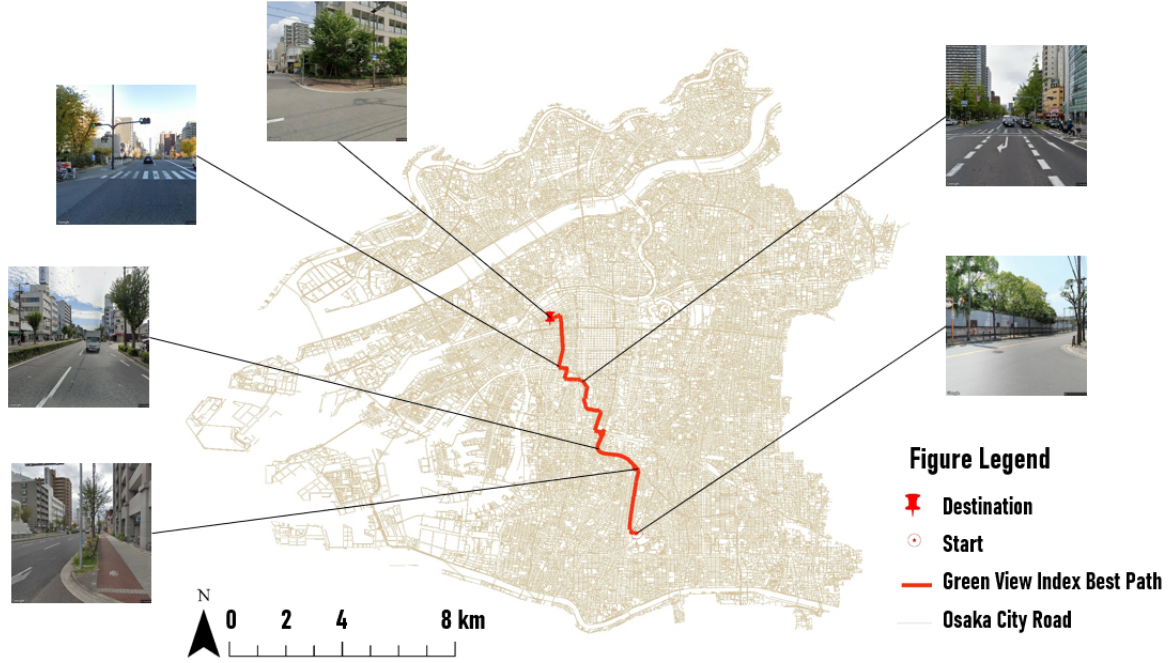 Figure Legend
Destination
Start
Green View Index Best Path
Osaka City Road
N
0 2 4 8 km